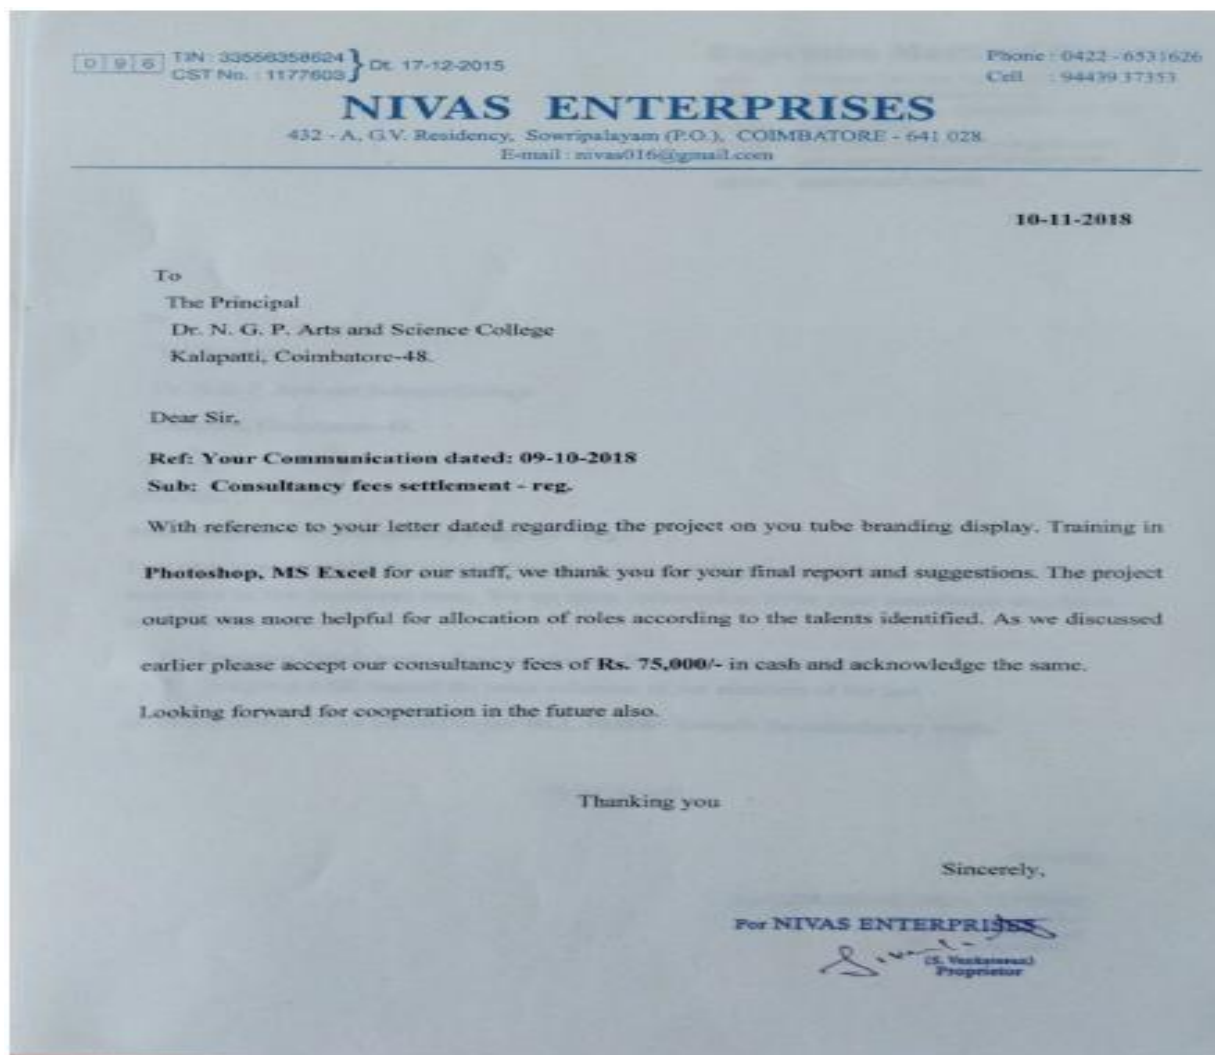 096 TIN : 33556358624 } Dt. 17-12-2015
CST No. : 1177603
Phone : 0422 - 6531626
Cell : 94439 37353
NIVAS ENTERPRISES
432 - A, G.V. Residency, Sowripalayam (P.O.), COIMBATORE - 641 028.
E-mail : nivas016@gmail.com
10-11-2018
To
The Principal
Dr. N. G. P. Arts and Science College
Kalapatti, Coimbatore-48.
Dear Sir,
Ref: Your Communication dated: 09-10-2018
Sub: Consultancy fees settlement - reg.
With reference to your letter dated regarding the project on you tube branding display. Training in
Photoshop, MS Excel for our staff, we thank you for your final report and suggestions. The project
output was more helpful for allocation of roles according to the talents identified. As we discussed
earlier please accept our consultancy fees of Rs. 75,000/- in cash and acknowledge the same.
Looking forward for cooperation in the future also.
Thanking you
Sincerely,
For NIVAS ENTERPRISES
Proprietor